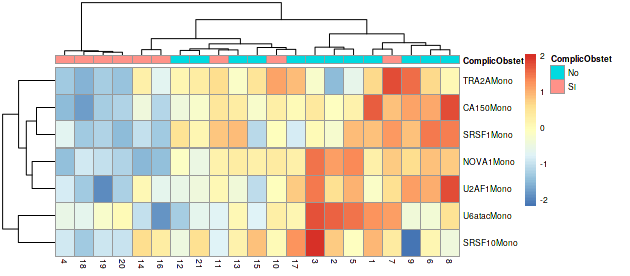 ComplicObstet
TRA2AMono
CA150Mono
SRSF1Mono
NOVA1Mono
U2AF1Mono
U6atacMono
SRSF10Mono
4 18 19 20 14 16 12 21 11 13 15 10 17 3 2 5 1 7 9 6 8
2
1
0
-1
-2
ComplicObstet
No
SI